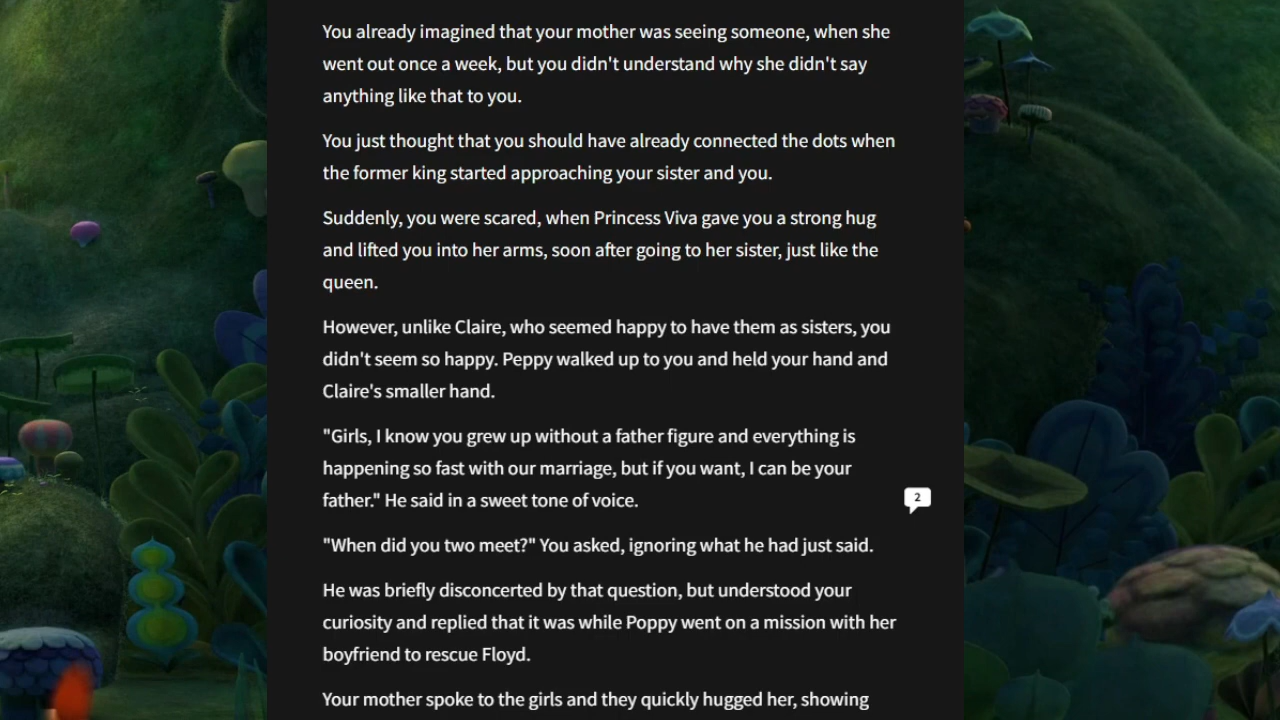 You already imagined that your mother was seeing someone, when she
went out once a week, but you didn't understand why she didn't say
anything like that to you.
You just thought that you should have already connected the dots when
the former king started approaching your sister and you.
Suddenly, you were scared, when Princess Viva gave you a strong hug
and lifted you into her arms, soon after going to her sister, just like the
queen.
However, unlike Claire, who seemed happy to have them as sisters, you
didn't seem so happy. Peppy walked up to you and held your hand and
Claire's smaller hand.
"Girls, I know you grew up without a father figure and everything is
happening so fast with our marriage, but if you want, I can be your
father." He said in a sweet tone of voice.
2
"When did you two meet?" You asked, ignoring what he had just said.
He was briefly disconcerted by that question, but understood your
curiosity and replied that it was while Poppy went on a mission with her
boyfriend to rescue Floyd.
Your mother spoke to the girls and they quickly hugged her, showing